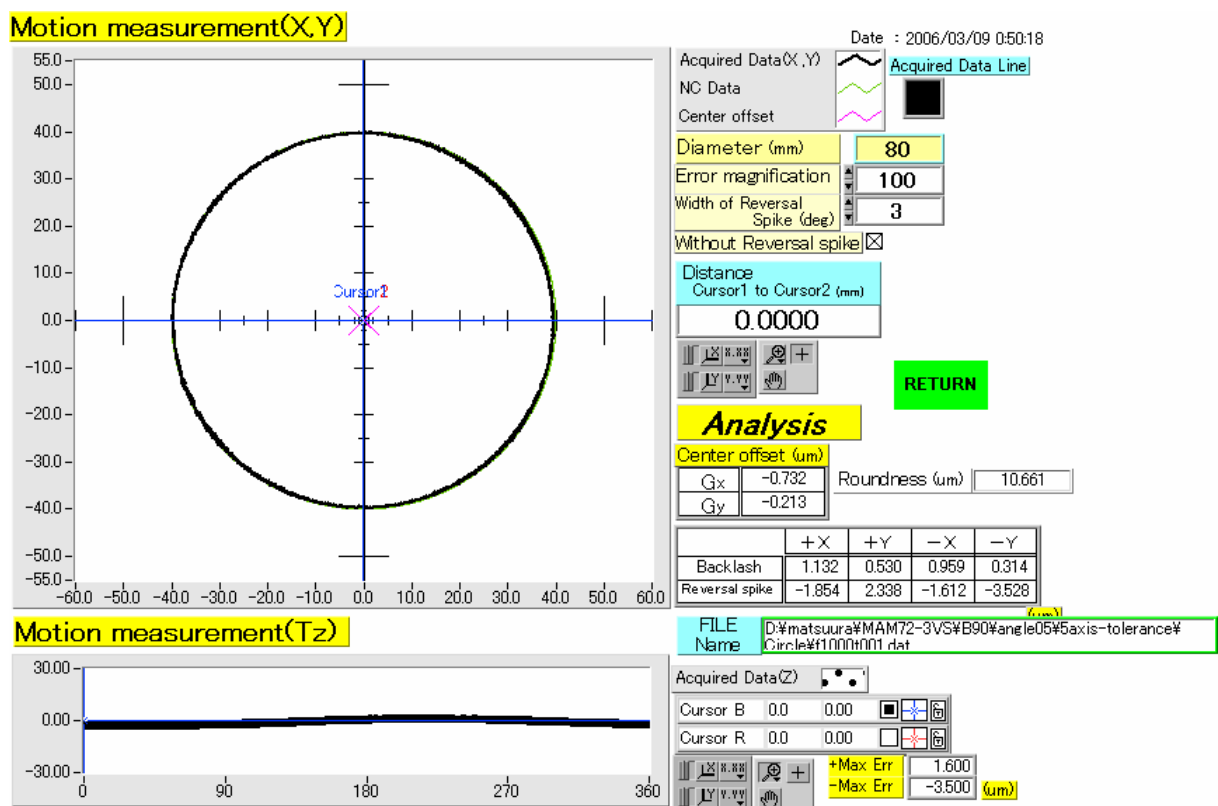 Motion measurement(X,Y)
Date : 2006/03/09 0:50:18
55.0
50.0
40.0
30.0
20.0
10.0
0.0
-10.0
-20.0
-30.0
-40.0
-50.0
-55.0
-60.0 -50.0 -40.0 -30.0 -20.0 -10.0 0.0 10.0 20.0 30.0 40.0 50.0 60.0
Acquired Data(X,Y)
Acquired Data Line
NC Data
Center offset
Diameter (mm) 80
Error magnification 100
Width of Reversal
Spike (deg) 3
Without Reversal spike
Distance
Cursor1 to Cursor2 (mm)
0.0000
X X.XX
Y Y.YY
RETURN
Analysis
Center offset (um)
Gx -0.732
Gy -0.213
Roundness (um) 10.661
+X +Y -X -Y
Backlash 1.132 0.530 0.959 0.314
Reversal spike -1.854 2.338 -1.612 -3.528
(um)
Motion measurement(Tz)
30.00
0.00
-30.00
0 90 180 270 360
FILE
Name
D:¥matsuura¥MAM72-3VS¥B90¥angle05¥5axis-tolerance¥
Circle¥f1000t001.dat
Acquired Data(Z)
Cursor B 0.0 0.00
Cursor R 0.0 0.00
X X.XX
Y Y.YY
+Max Err 1.600
-Max Err -3.500 (um)